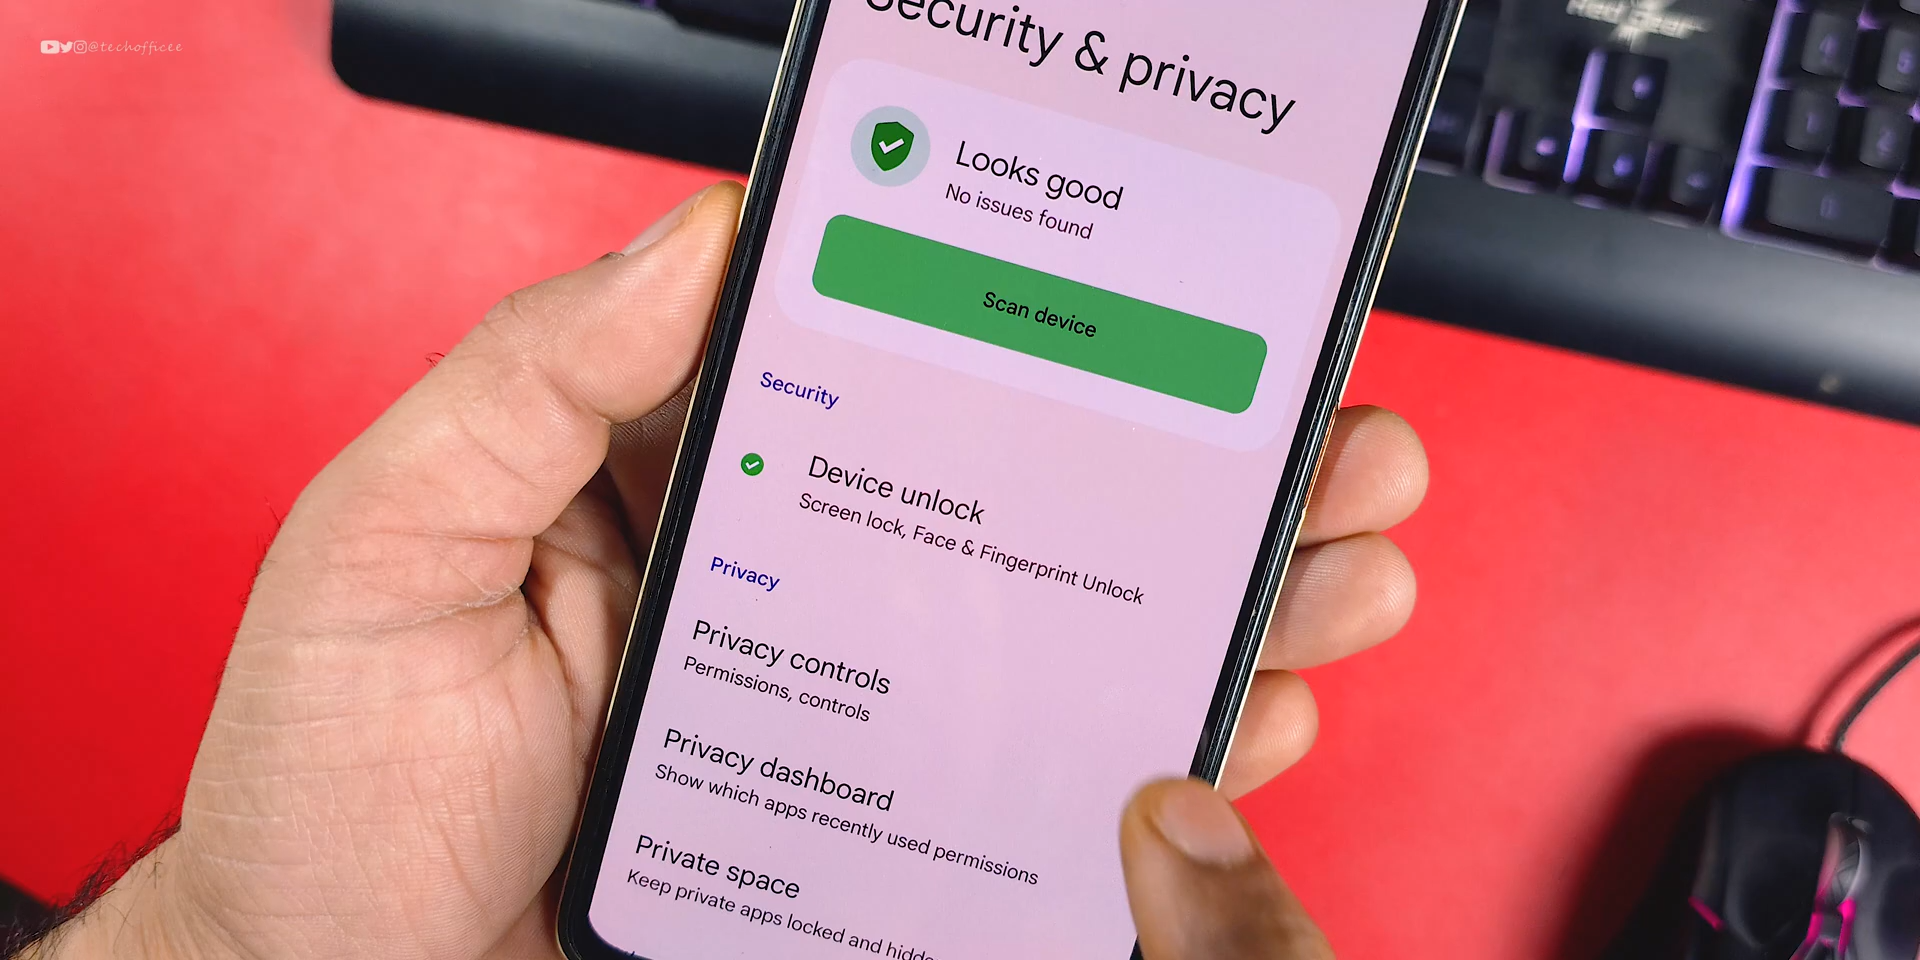 @techofficee
Security & privacy
Looks good
No issues found
Scan device
Security
Device unlock
Screen lock, Face & Fingerprint Unlock
Privacy
Privacy controls
Permissions, controls
Privacy dashboard
Show which apps recently used permissions
Private space
Keep private apps locked and hidde